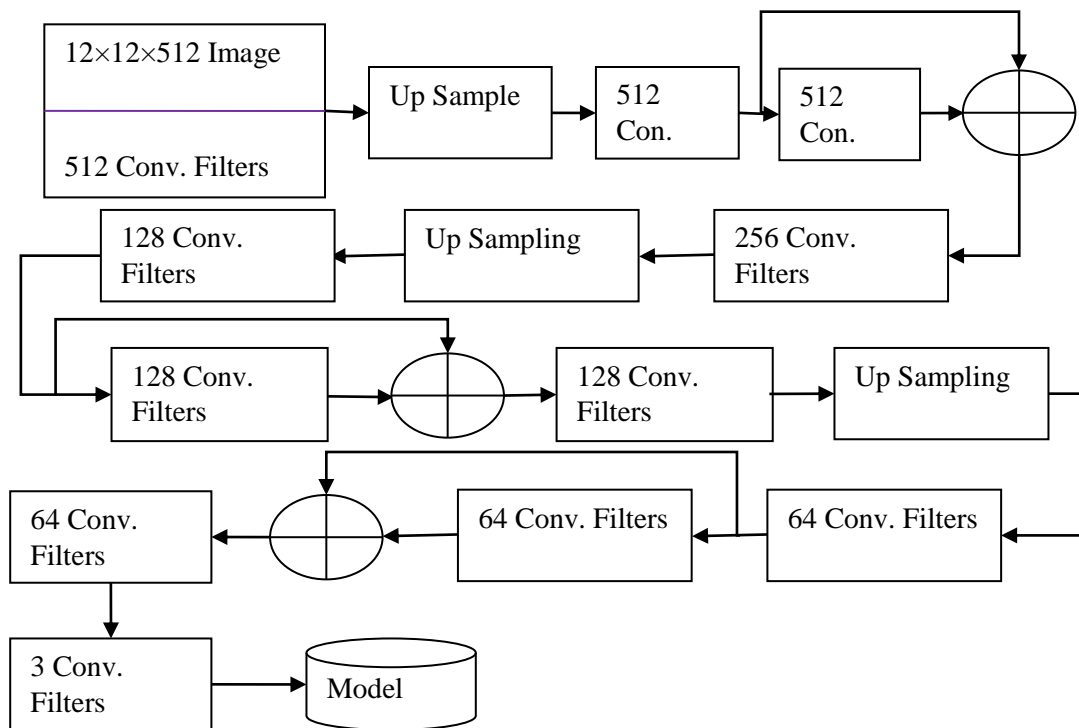 12×12×512 Image
512 Conv. Filters
Up Sample
512
Con.
512
Con.
256 Conv.
Filters
Up Sampling
128 Conv.
Filters
128 Conv.
Filters
128 Conv.
Filters
Up Sampling
64 Conv. Filters
64 Conv. Filters
64 Conv.
Filters
3 Conv.
Filters
Model